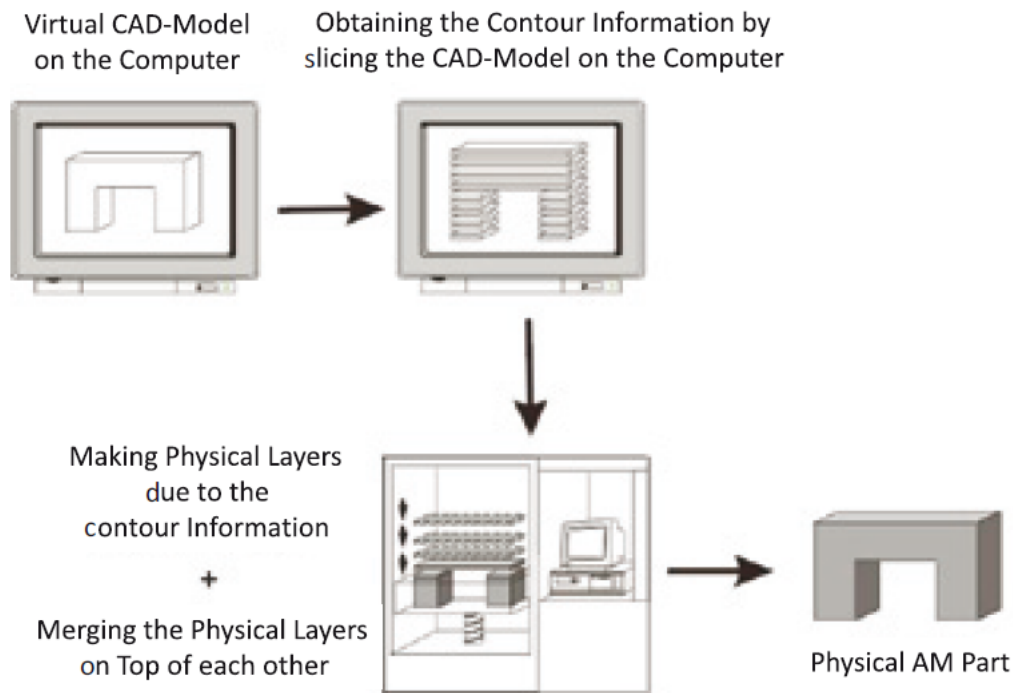 Virtual CAD-Model
on the Computer
Obtaining the Contour Information by
slicing the CAD-Model on the Computer
Making Physical Layers
due to the
contour Information
+
Merging the Physical Layers
on Top of each other
Physical AM Part